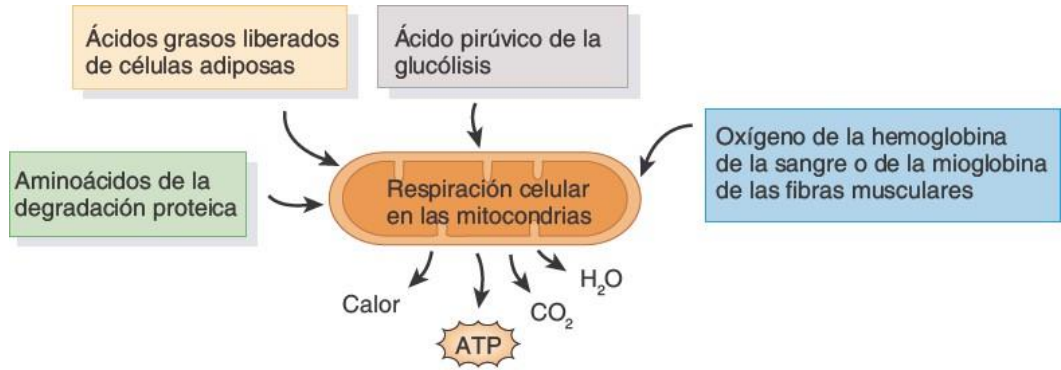 Ácidos grasos liberados
de células adiposas
Ácido pirúvico de la
glucólisis
Oxígeno de la hemoglobina
de la sangre o de la mioglobina
de las fibras musculares
Aminoácidos de la
degradación proteica
Respiración celular
en las mitocondrias
Calor
ATP
CO₂
H₂O